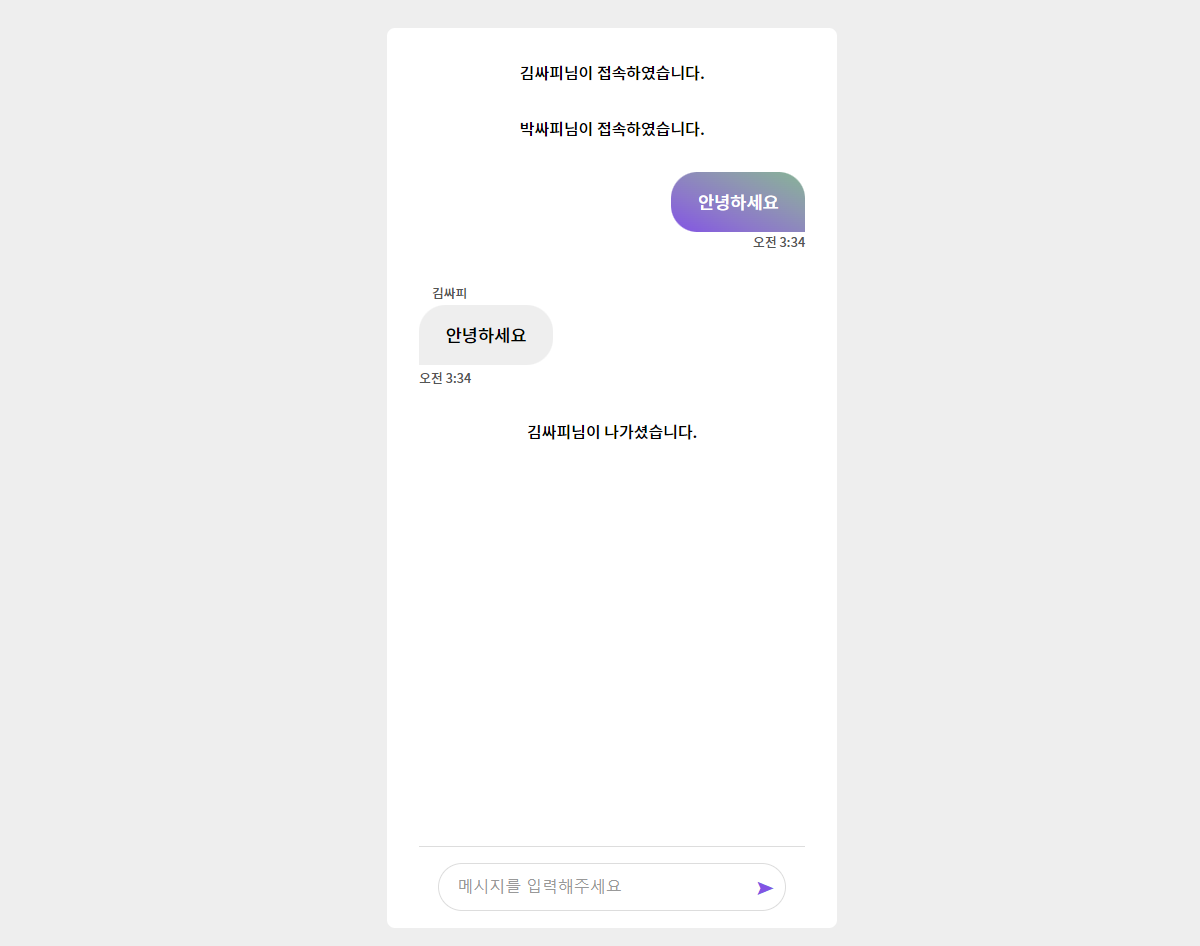 김싸피님이 접속하였습니다.
박싸피님이 접속하였습니다.
안녕하세요
오전 3:34
김싸피
안녕하세요
오전 3:34
김싸피님이 나가셨습니다.
메시지를 입력해주세요